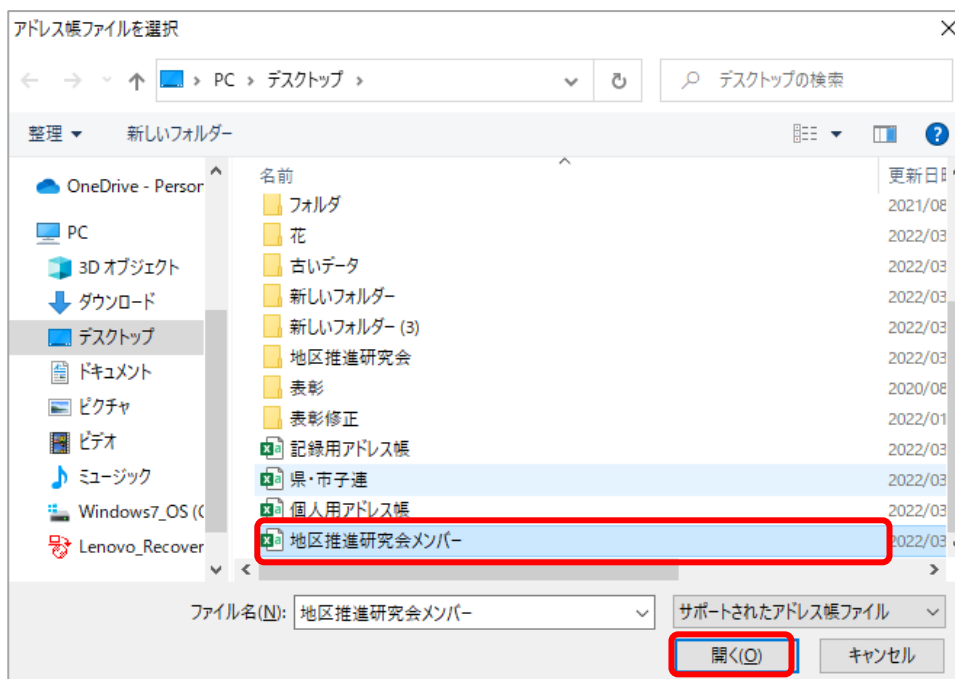 アドレス帳ファイルを選択
PC › デスクトップ ›
デスクトップの検索
整理
新しいフォルダー
OneDrive - Person
PC
3D オブジェクト
ダウンロード
デスクトップ
ドキュメント
ピクチャ
ビデオ
ミュージック
Windows7_OS (C
Lenovo_Recover
名前
更新日時
フォルダ
2021/08
花
2022/03
古いデータ
2022/03
新しいフォルダー
2022/03
新しいフォルダー (3)
2022/03
地区推進研究会
2022/03
表彰
2020/08
表彰修正
2022/01
記録用アドレス帳
2022/03
県・市子連
2022/03
個人用アドレス帳
2022/03
地区推進研究会メンバー
2022/03
ファイル名(N): 地区推進研究会メンバー
サポートされたアドレス帳ファイル
開く(O)
キャンセル